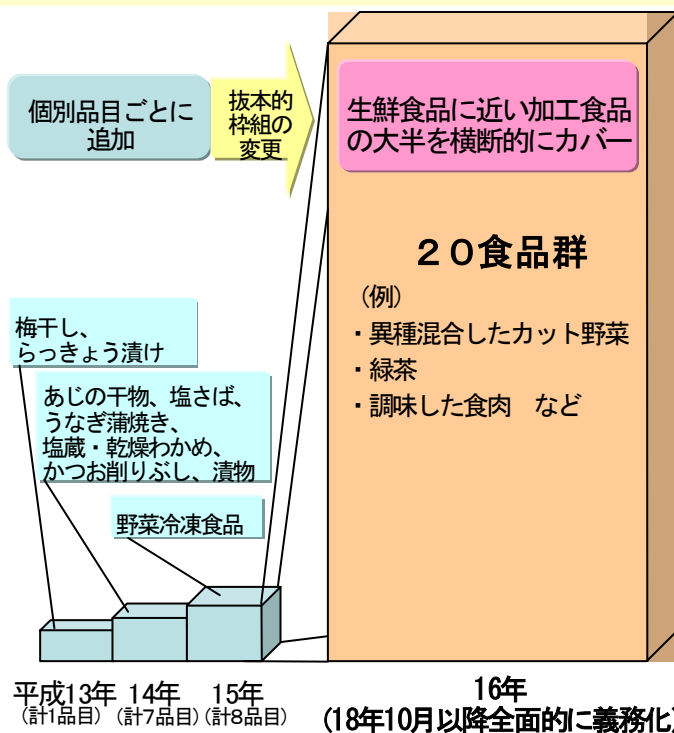 個別品目ごとに
追加
抜本的
枠組の
変更
生鮮食品に近い加工食品
の大半を横断的にカバー
２０食品群
（例）
・異種混合したカット野菜
・緑茶
・調味した食肉　など
梅干し、
らっきょう漬け
あじの干物、塩さば、
うなぎ蒲焼き、
塩蔵・乾燥わかめ、
かつお削りぶし、漬物
野菜冷凍食品
平成13年
（計1品目）
14年
（計7品目）
15年
（計8品目）
16年
（18年10月以降全面的に義務化）